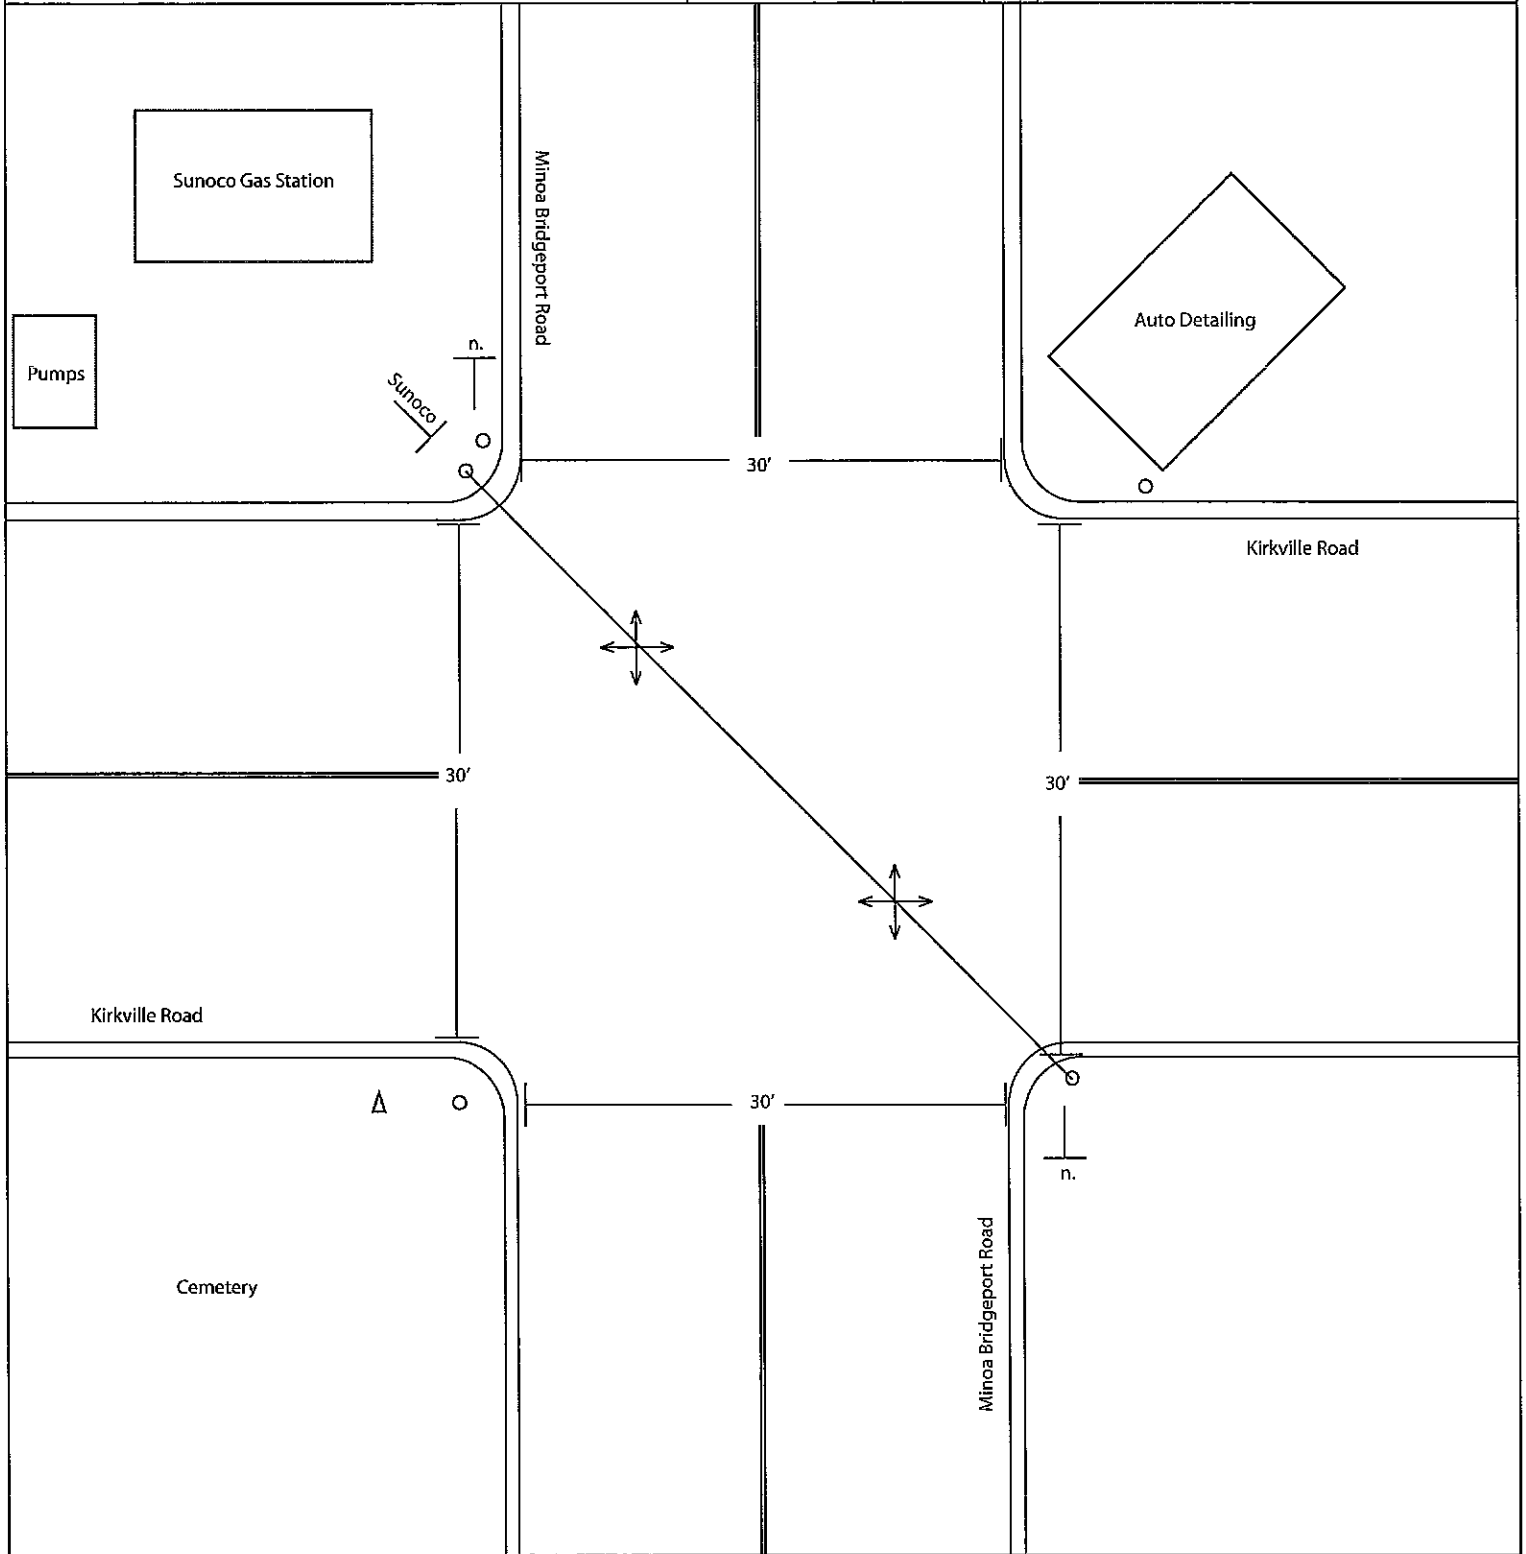 Sunoco Gas Station
Minoa Bridgeport Road
Auto Detailing
n.
Pumps
Sunoco
30’
Kirkville Road
30’
30’
Kirkville Road
30’
n.
Cemetery
Minoa Bridgeport Road